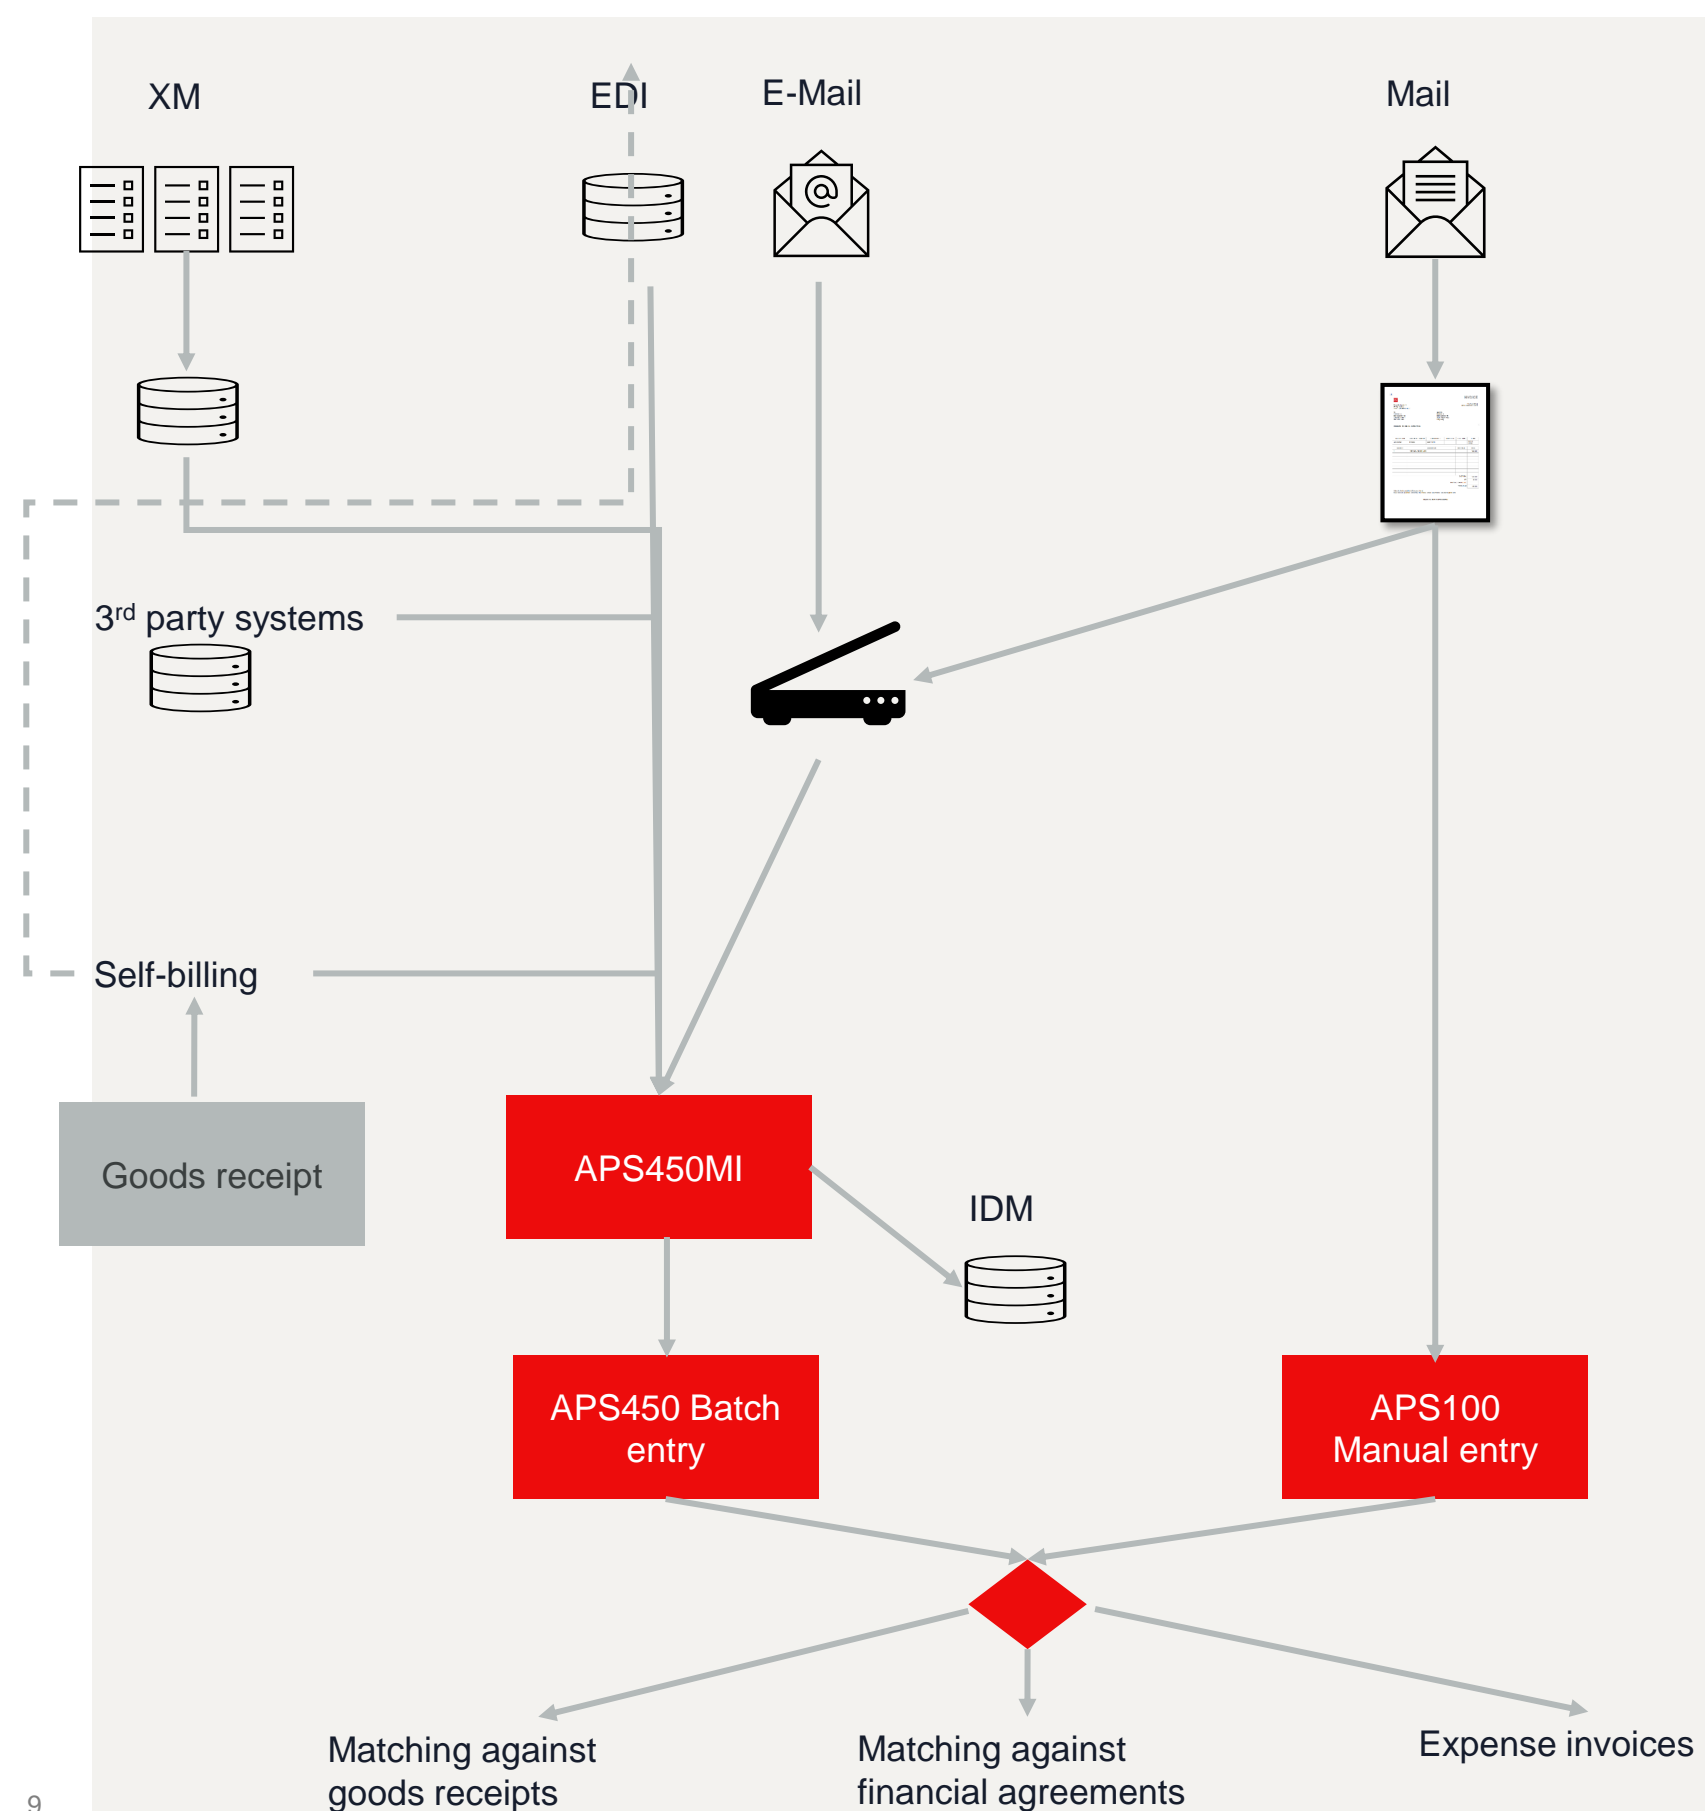 XM
EDI
E-Mail
Mail
3rd party systems
Self-billing
Goods receipt
APS450MI
IDM
APS450 Batch
entry
APS100
Manual entry
Matching against
goods receipts
Matching against
financial agreements
Expense invoices
9